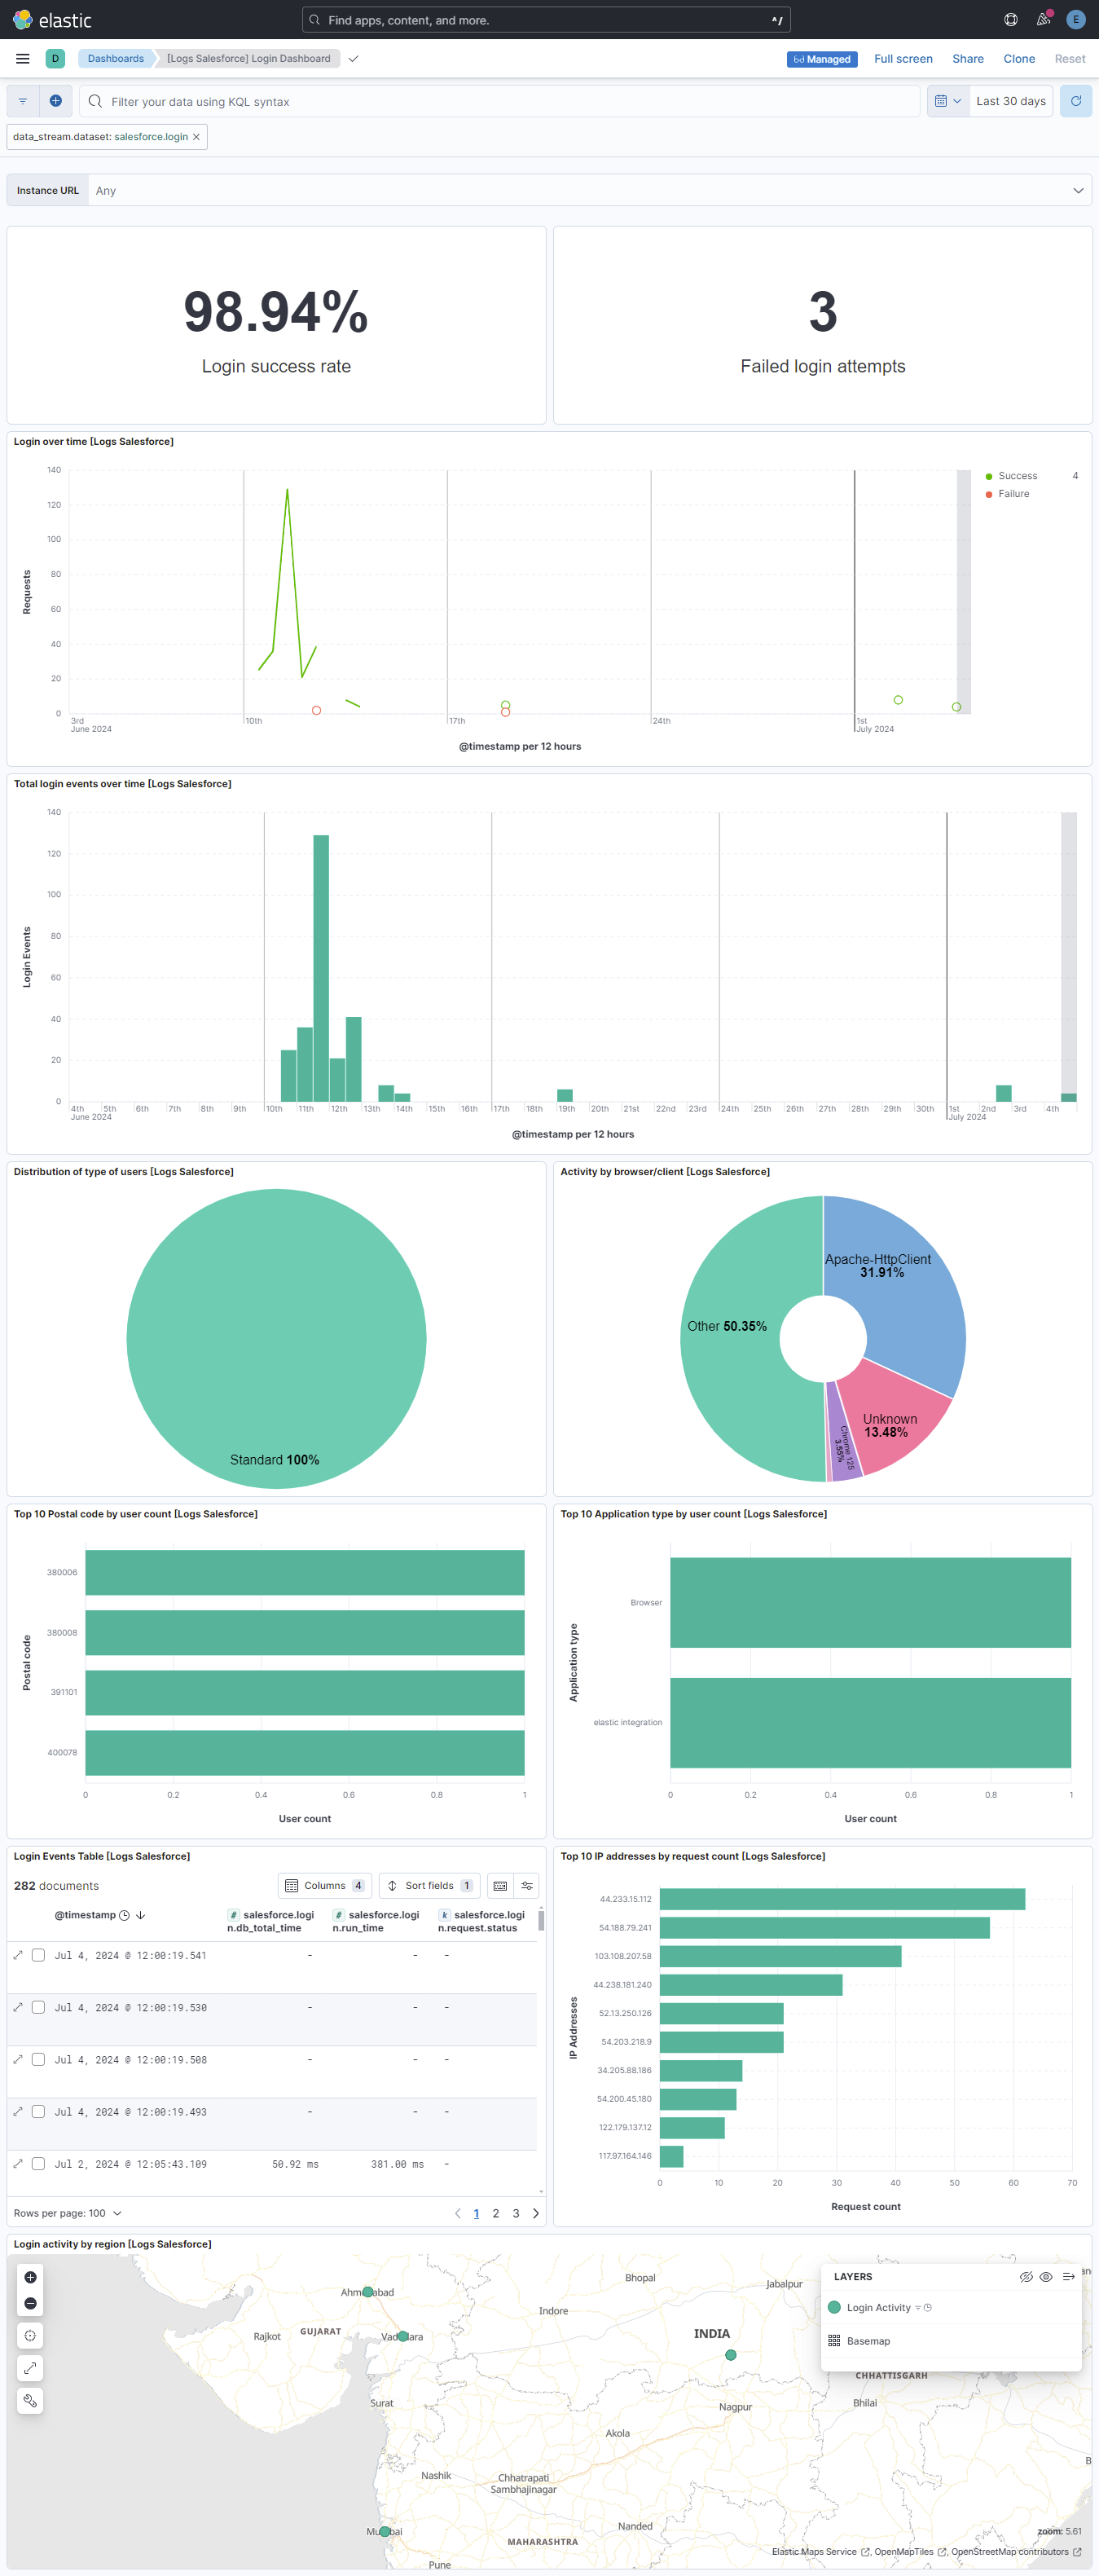 elastic
Find apps, content, and more.
^/
E
D
Dashboards
[Logs Salesforce] Login Dashboard
Managed
Full screen
Share
Clone
Reset
Filter your data using KQL syntax
Last 30 days
data_stream.dataset: salesforce.login
Instance URL
Any
98.94%
Login success rate
3
Failed login attempts
Login over time [Logs Salesforce]
140
120
100
80
60
40
20
0
Requests
3rd
June 2024
10th
17th
24th
1st
July 2024
@timestamp per 12 hours
Success 4
Failure
Total login events over time [Logs Salesforce]
140
120
100
80
60
40
20
0
Login Events
4th
June 2024
5th
6th
7th
8th
9th
10th
11th
12th
13th
14th
15th
16th
17th
18th
19th
20th
21st
22nd
23rd
24th
25th
26th
27th
28th
29th
30th
1st
July 2024
2nd
3rd
4th
@timestamp per 12 hours
Distribution of type of users [Logs Salesforce]
Standard 100%
Activity by browser/client [Logs Salesforce]
Apache-HttpClient
31.91%
Other 50.35%
Unknown
13.48%
Chrome 125
3.55%
Top 10 Postal code by user count [Logs Salesforce]
Postal code
380006
380008
391101
400078
0
0.2
0.4
0.6
0.8
1
User count
Top 10 Application type by user count [Logs Salesforce]
Application type
Browser
elastic integration
0
0.2
0.4
0.6
0.8
1
User count
Login Events Table [Logs Salesforce]
282 documents
Columns 4
Sort fields 1
@timestamp
# salesforce.logi
n.db_total_time
# salesforce.logi
n.run_time
k salesforce.logi
n.request.status
Jul 4, 2024 @ 12:00:19.541 - - -
Jul 4, 2024 @ 12:00:19.530 - - -
Jul 4, 2024 @ 12:00:19.508 - - -
Jul 4, 2024 @ 12:00:19.493 - - -
Jul 2, 2024 @ 12:05:43.109 50.92 ms 381.00 ms -
Rows per page: 100
1 2 3
Top 10 IP addresses by request count [Logs Salesforce]
IP Addresses
44.233.15.112
54.188.79.241
103.108.207.58
44.238.181.240
52.13.250.126
54.203.218.9
34.205.88.186
54.200.45.180
122.179.137.12
117.97.164.146
0
10
20
30
40
50
60
70
Request count
Login activity by region [Logs Salesforce]
LAYERS
Login Activity
Basemap
Bhopal
Jabalpur
Indore
Rajkot
GUJARAT
INDIA
CHHATTISGARH
Surat
Nagpur
Bhilai
Akola
Nashik
Chhatrapati
Sambhajinagar
Nanded
MAHARASHTRA
Pune
zoom: 5.61
Elastic Maps Service , OpenMapTiles , OpenStreetMap contributors